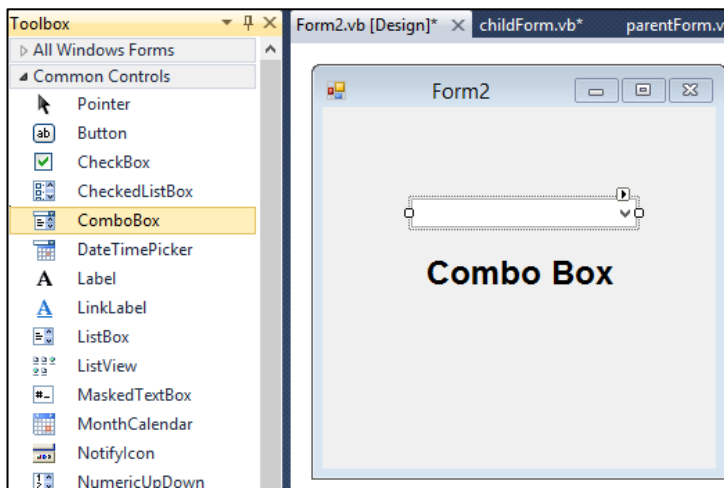 Toolbox
All Windows Forms
Common Controls
Pointer
ab Button
CheckBox
CheckedListBox
ComboBox
DateTimePicker
A Label
A LinkLabel
ListBox
ListView
#_ MaskedTextBox
MonthCalendar
NotifyIcon
NumericUpDown
Form2.vb [Design]* childForm.vb* parentForm.v
Form2
Combo Box